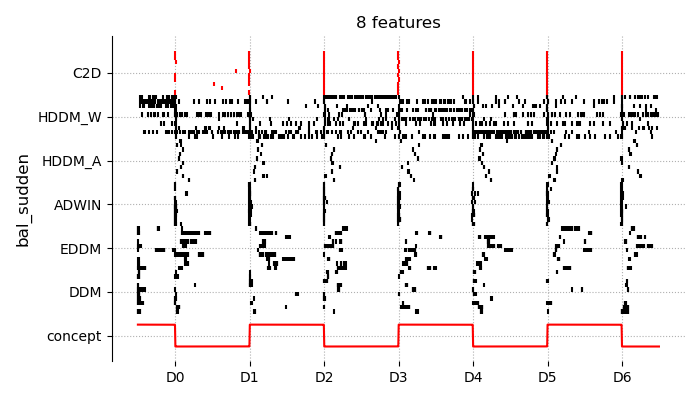 8 features
bal_sudden
C2D
HDDM_W
HDDM_A
ADWIN
EDDM
DDM
concept
D0 D1 D2 D3 D4 D5 D6